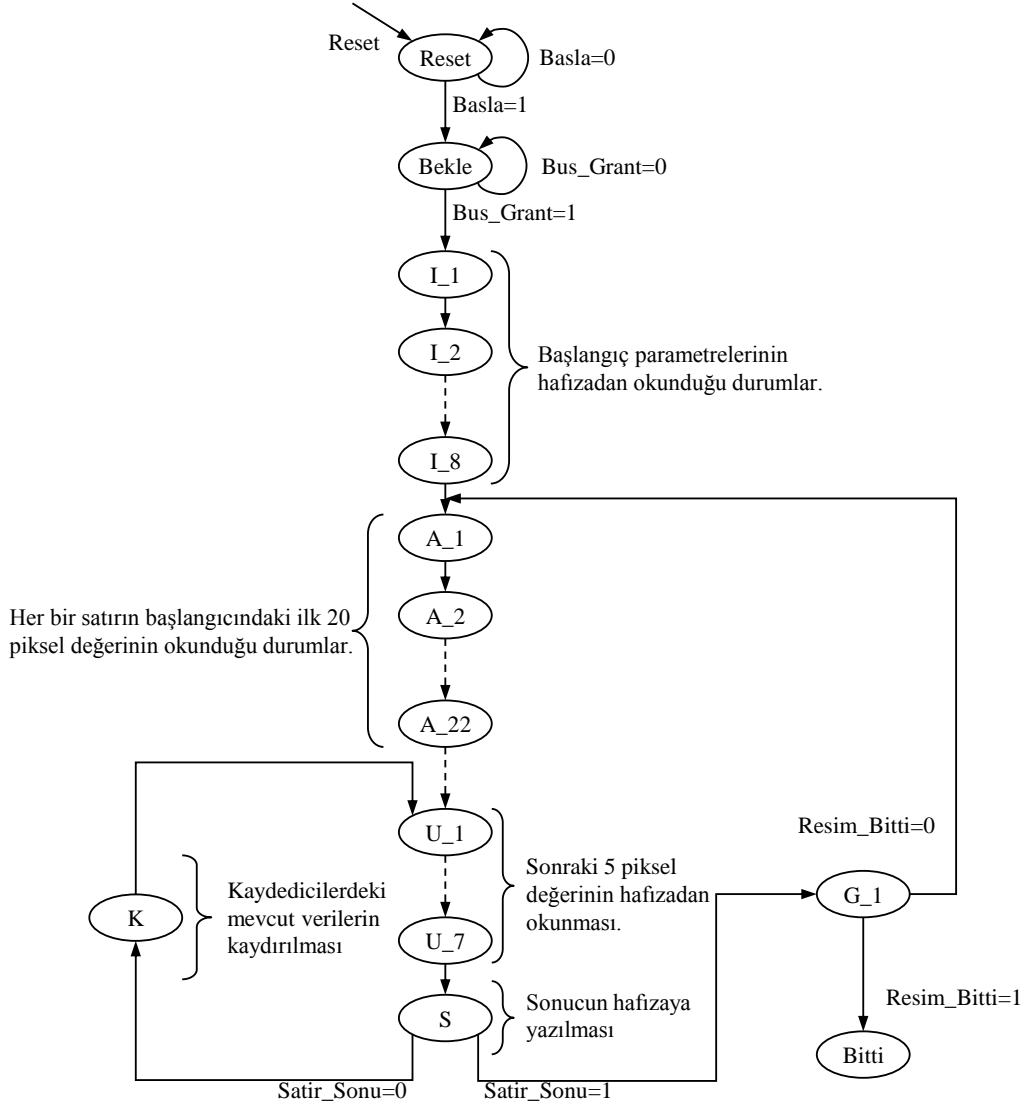 Reset
Reset
Basla=0
Basla=1
Bekle
Bus_Grant=0
Bus_Grant=1
I_1
I_2
Başlangıç parametrelerinin
hafızadan okunduğu durumlar.
I_8
A_1
A_2
Her bir satırın başlangıcındaki ilk 20
piksel değerinin okunduğu durumlar.
A_22
U_1
Resim_Bitti=0
Sonraki 5 piksel
değerinin hafızadan
okunması.
G_1
K
Kaydedicilerdeki
mevcut verilerin
kaydırılması
U_7
Resim_Bitti=1
S
Sonucun hafızaya
yazılması
Bitti
Satir_Sonu=0
Satir_Sonu=1